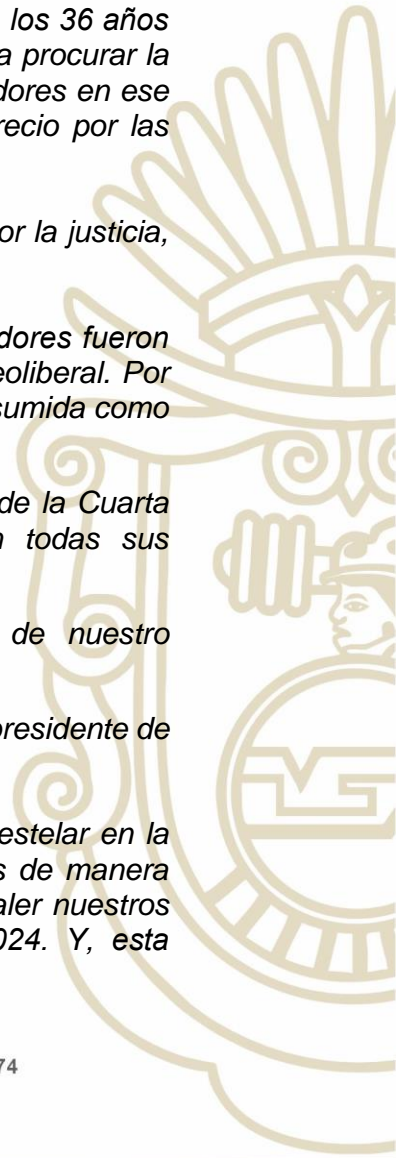 los 36 años
a procurar la
dores en ese
recio por las
or la justicia,
dores fueron
eoliberal. Por
sumida como
de la Cuarta
todas sus
de nuestro
presidente de
estelar en la
s de manera
aler nuestros
024. Y, esta
74